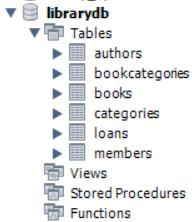 librarydb
Tables
authors
bookcategories
books
categories
loans
members
Views
Stored Procedures
Functions